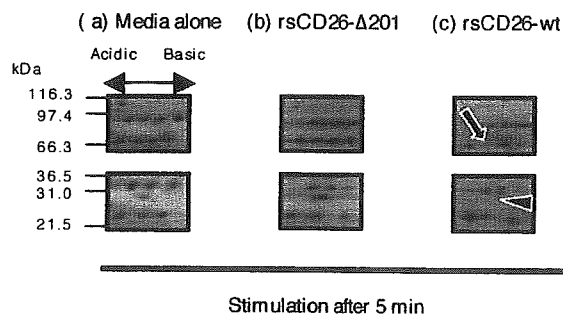 ( a) Media alone (b) rsCD26-Δ201 (c) rsCD26-wt
Acidic Basic
kDa
116.3
97.4
66.3
36.5
31.0
21.5
Stimulation after 5 min